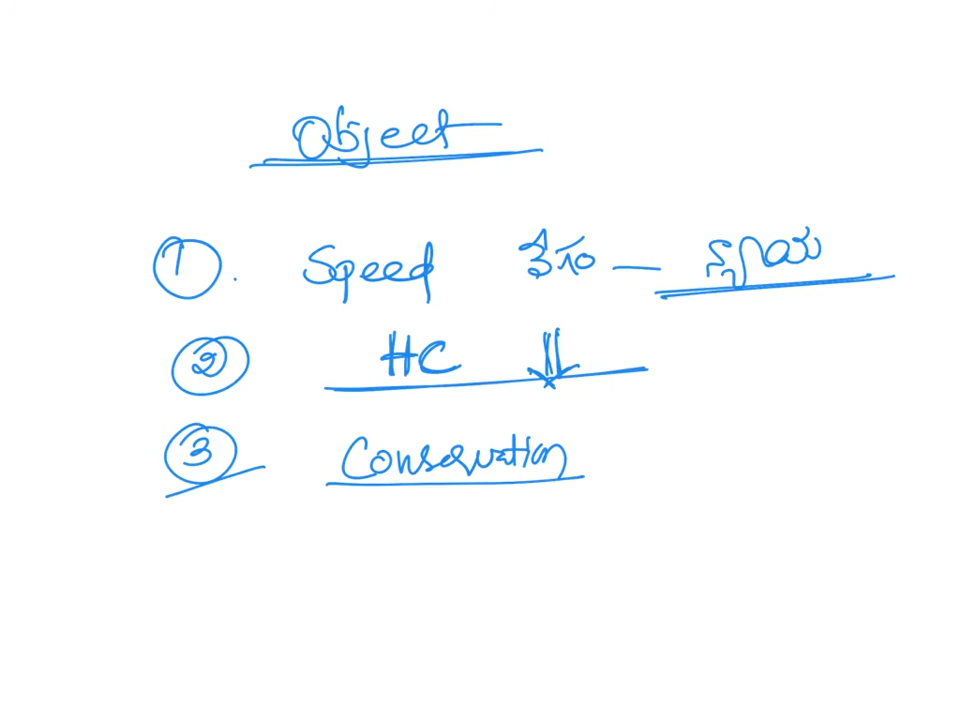 Object
① . Speed వేగం — న్యాయ
② HC ⇓
③ Conservation